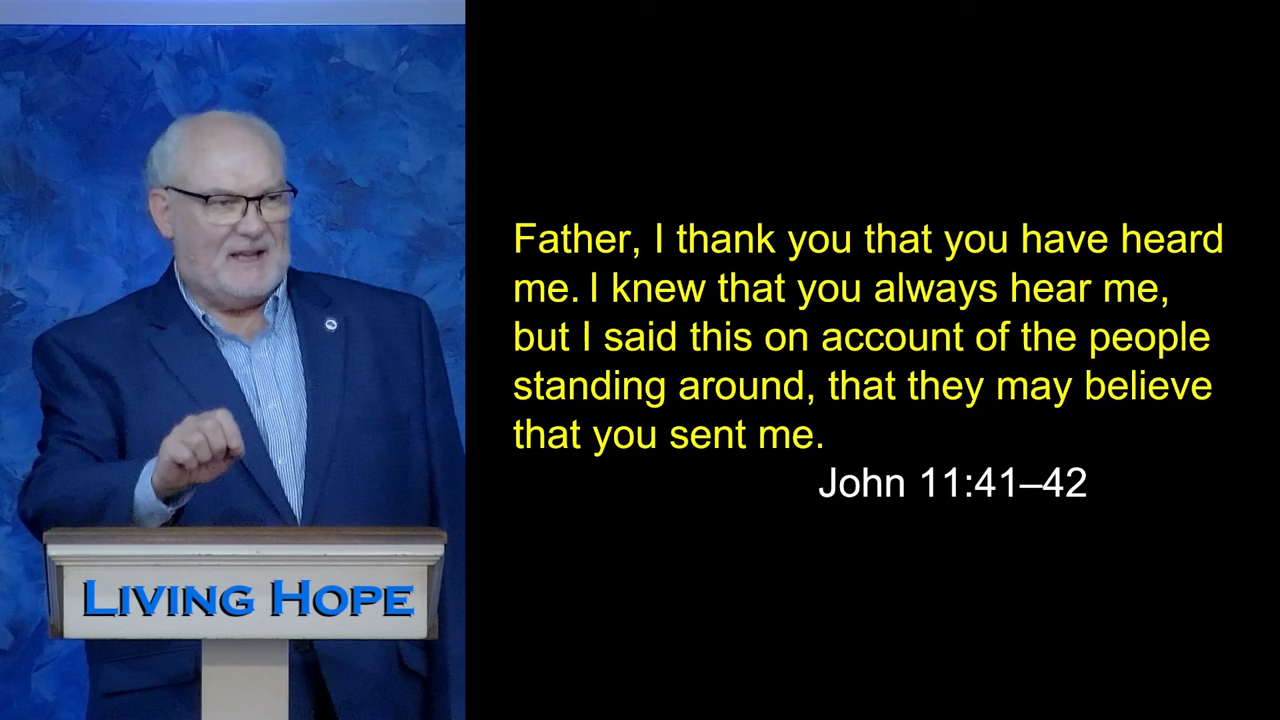 Father, I thank you that you have heard
me. I knew that you always hear me,
but I said this on account of the people
standing around, that they may believe
that you sent me.
John 11:41–42
LIVING HOPE